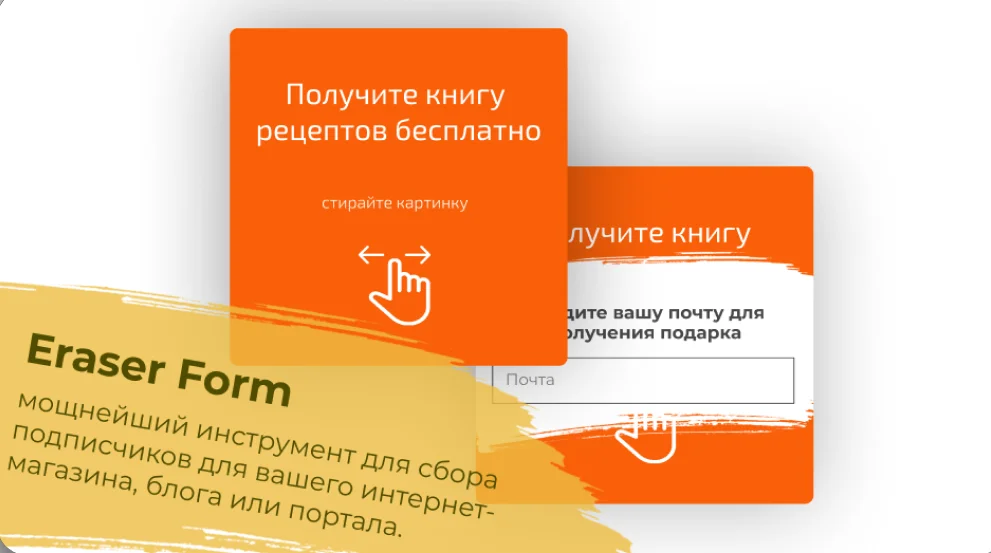 Получите книгу
рецептов бесплатно
стирайте картинку
лучите книгу
дите вашу почту для
олучения подарка
Почта
Eraser Form
мощнейший инструмент для сбора
подписчиков для вашего интернет-
магазина, блога или портала.